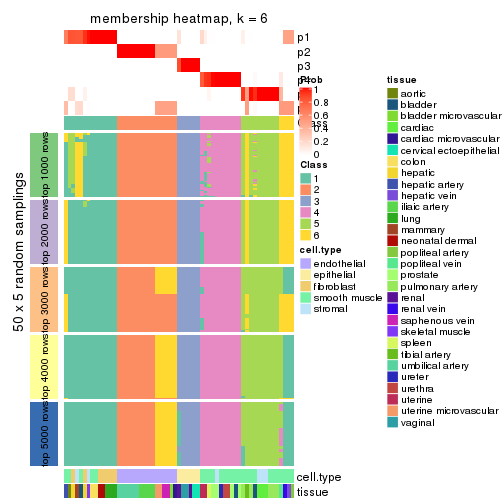 membership heatmap, k = 6
p1
p2
p3
Prob
1
0.8
0.6
0.4
0.2
0
Class
1
2
3
4
5
6
cell.type
endothelial
epithelial
fibroblast
smooth muscle
stromal
tissue
aortic
bladder
bladder microvascular
cardiac
cardiac microvascular
cervical ectoepithelial
colon
hepatic
hepatic artery
hepatic vein
iliaic artery
lung
mammary
neonatal dermal
popliteal artery
popliteal vein
prostate
pulmonary artery
renal
renal vein
saphenous vein
skeletal muscle
spleen
tibial artery
umbilical artery
ureter
urethra
uterine
uterine microvascular
vaginal
50 x 5 random samplings
top 1000 rows
top 2000 rows
top 3000 rows
top 4000 rows
top 5000 rows
cell.type
tissue